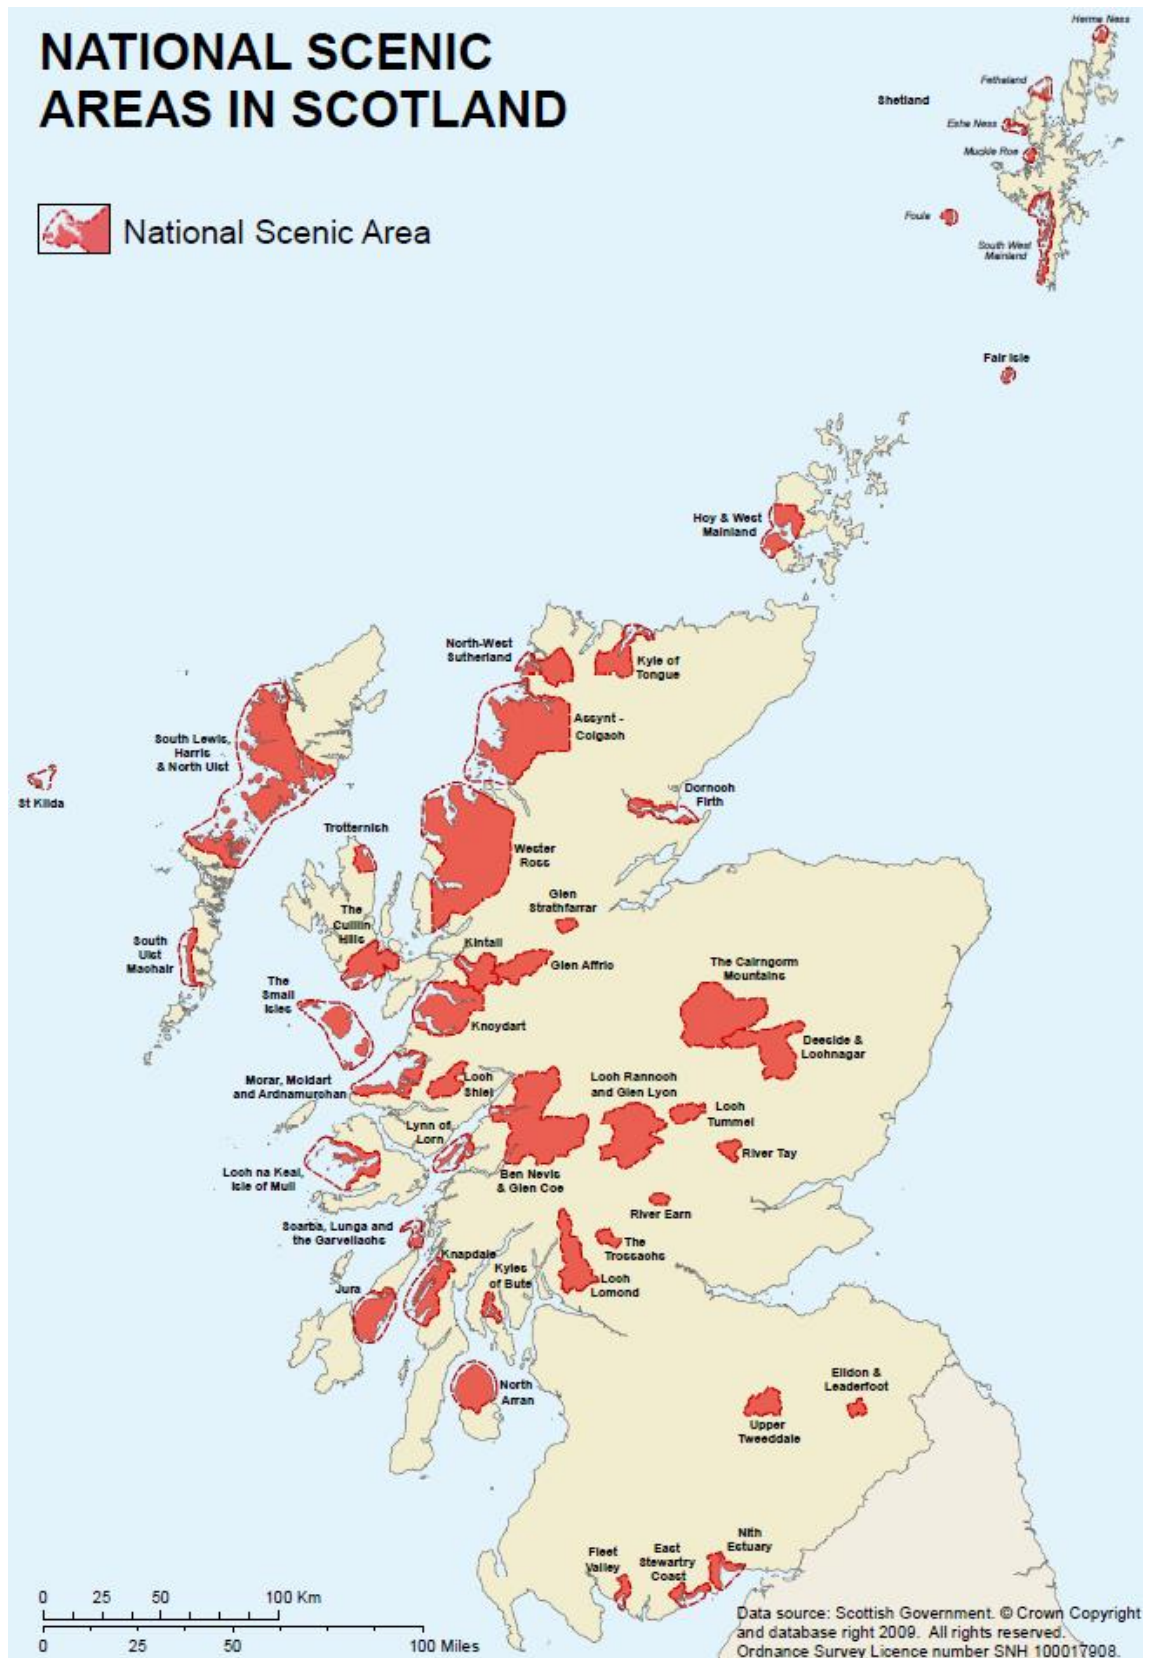 NATIONAL SCENIC
AREAS IN SCOTLAND
National Scenic Area
Herma Ness
Fethaland
Shetland
Eshe Ness
Muckle Roe
Foula
South West
Mainland
Fair Isle
Hoy & West
Mainland
North-West
Sutherland
Kyle of
Tongue
Assynt -
Coigach
South Lewis,
Harris
& North Uist
St Kilda
Dornoch
Firth
Trotternish
Wester
Ross
Glen
Strathfarrar
The
Cuillin
Hills
South
Uist
Machair
Kintail
Glen Affric
The Cairngorm
Mountains
The
Small
Isles
Knoydart
Deeside &
Lochnagar
Morar, Moidart
and Ardnamurchan
Loch
Shiel
Loch Rannoch
and Glen Lyon
Loch
Tummel
Lynn of
Lorn
River Tay
Loch na Keal,
Isle of Mull
Ben Nevis
& Glen Coe
River Earn
Scarba, Lunga and
the Garvellachs
The
Trossachs
Knapdale
Kyles
of Bute
Loch
Lomond
Jura
North
Arran
Eildon &
Leaderfoot
Upper
Tweeddale
Nith
Estuary
East
Stewartry
Coast
Fleet
Valley
0 25 50 100 Km
0 25 50 100 Miles
Data source: Scottish Government. © Crown Copyright
and database right 2009. All rights reserved.
Ordnance Survey Licence number SNH 100017908.